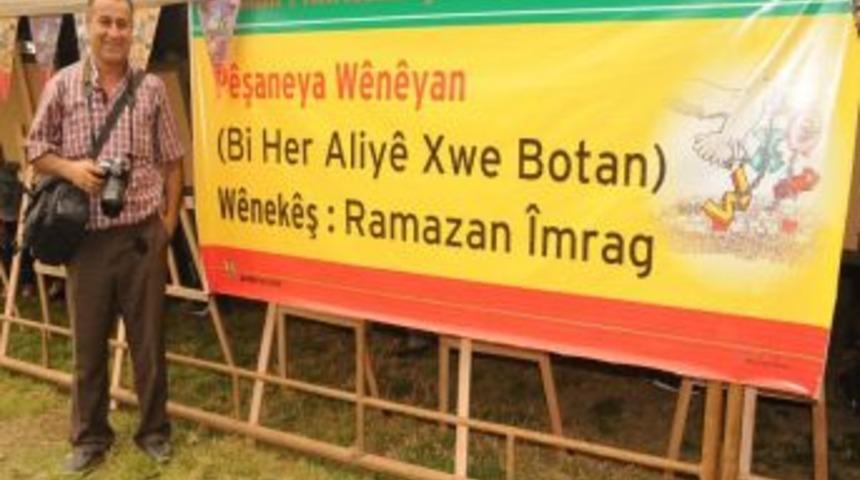 Pêşaneya Wênêyan
(Bi Her Aliyê Xwe Botan)
Wênekêş : Ramazan Îmrag